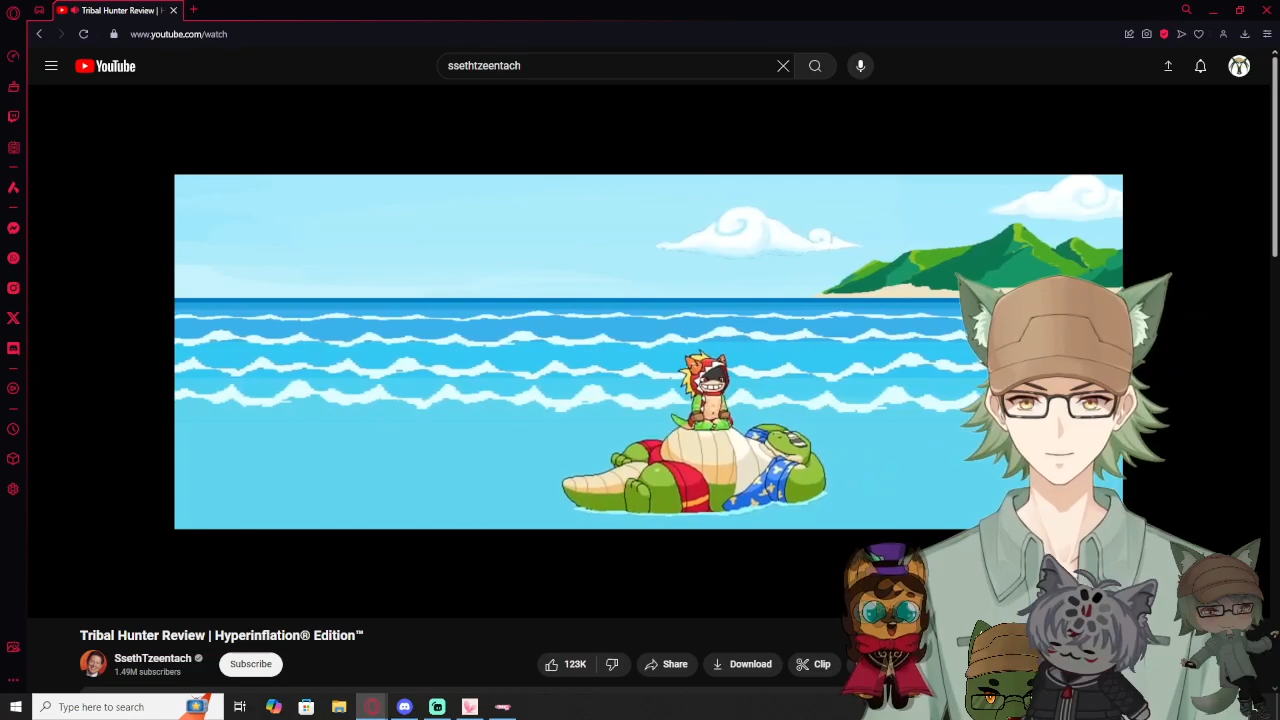 Tribal Hunter Review | H
www.youtube.com/watch
YouTube
ssethtzeentach
Tribal Hunter Review | Hyperinflation® Edition™
SsethTzeentach
1.49M subscribers
Subscribe
123K
Share
Download
Clip
Type here to search